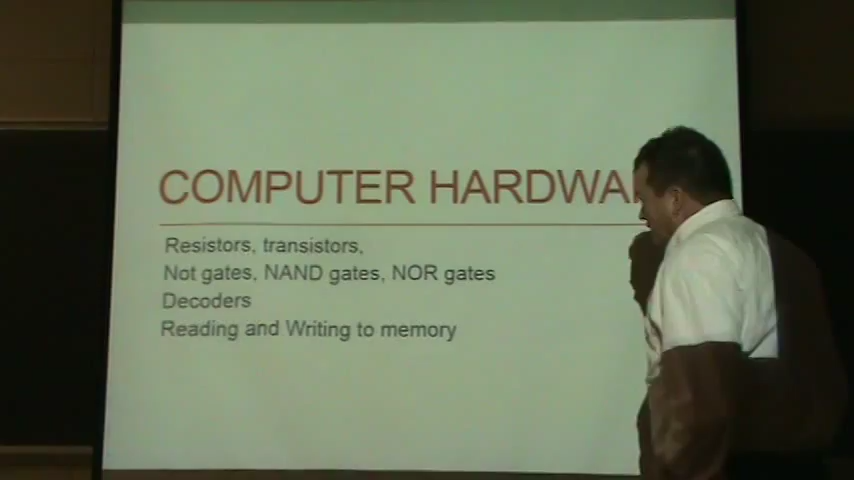 COMPUTER HARDWA
Resistors, transistors,
Not gates, NAND gates, NOR gates
Decoders
Reading and Writing to memory